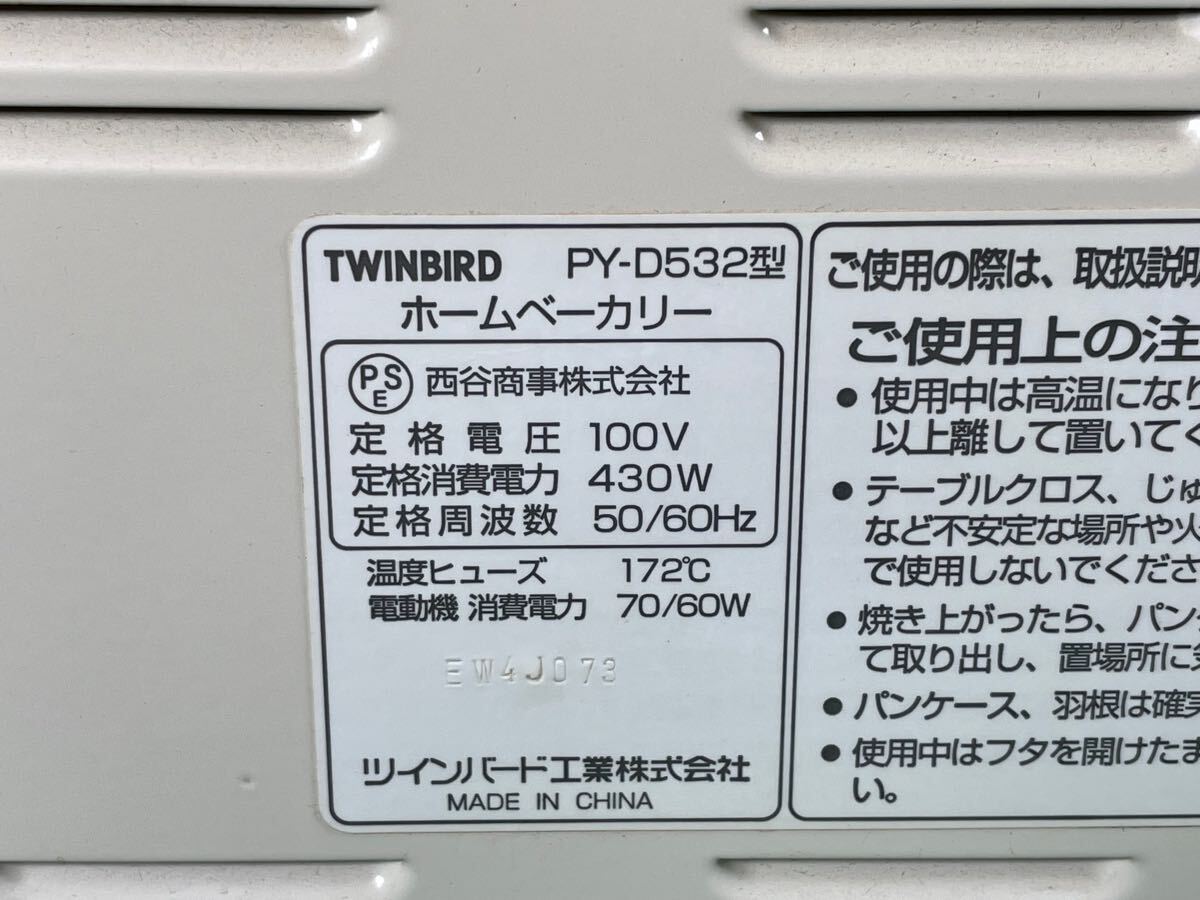 TWINBIRD PY-D532型
ホームベーカリー
PSE 西谷商事株式会社
定格電圧 100V
定格消費電力 430W
定格周波数 50/60Hz
温度ヒューズ 172℃
電動機 消費電力 70/60W
EW4J073
ツインバード工業株式会社
MADE IN CHINA
ご使用の際は、取扱説明
ご使用上の注
● 使用中は高温になり
以上離して置いてく
● テーブルクロス、じゅ
など不安定な場所や火
で使用しないでくださ
● 焼き上がったら、パン
て取り出し、置場所に
● パンケース、羽根は確実
● 使用中はフタを開けたま
い。